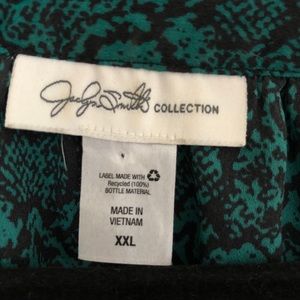 Jaclyn Smith COLLECTION
LABEL MADE WITH
Recycled (100%)
BOTTLE MATERIAL
MADE IN
VIETNAM
XXL